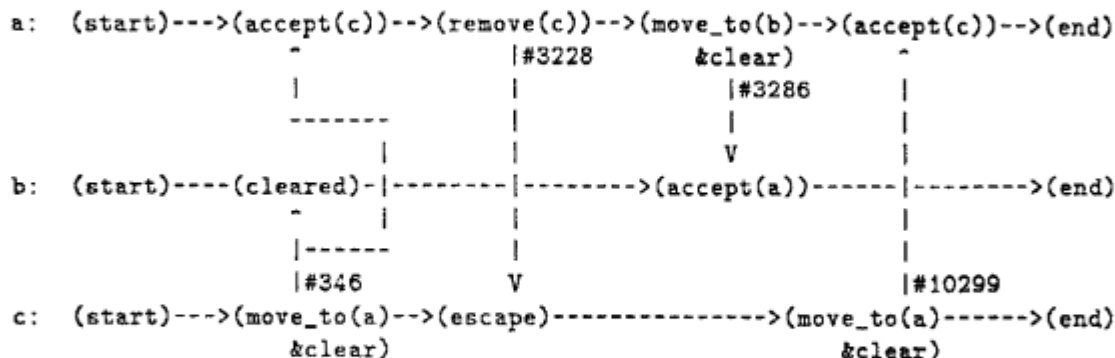 a: (start)--->(accept(c))-->(remove(c))-->(move_to(b)-->(accept(c))-->(end)
^ |#3228 &clear) ^
| | |#3286 |
------- | | |
| | V |
b: (start)----(cleared)-|--------|-------->(accept(a))------|-------->(end)
^ | | |
|------ | |
|#346 V |#10299
c: (start)--->(move_to(a)-->(escape)--------------->(move_to(a)------>(end)
&clear) &clear)